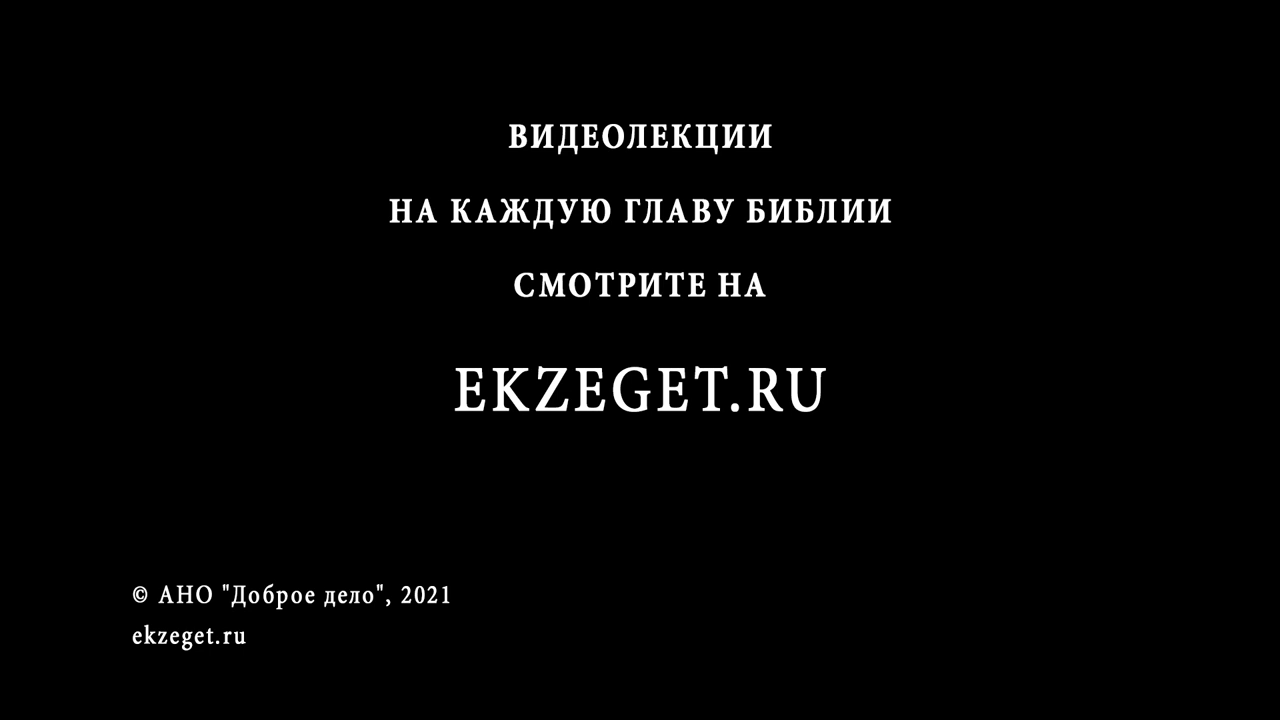 ВИДЕОЛЕКЦИИ
НА КАЖДУЮ ГЛАВУ БИБЛИИ
СМОТРИТЕ НА
EKZEGET.RU
© АНО "Доброе дело", 2021
ekzeget.ru